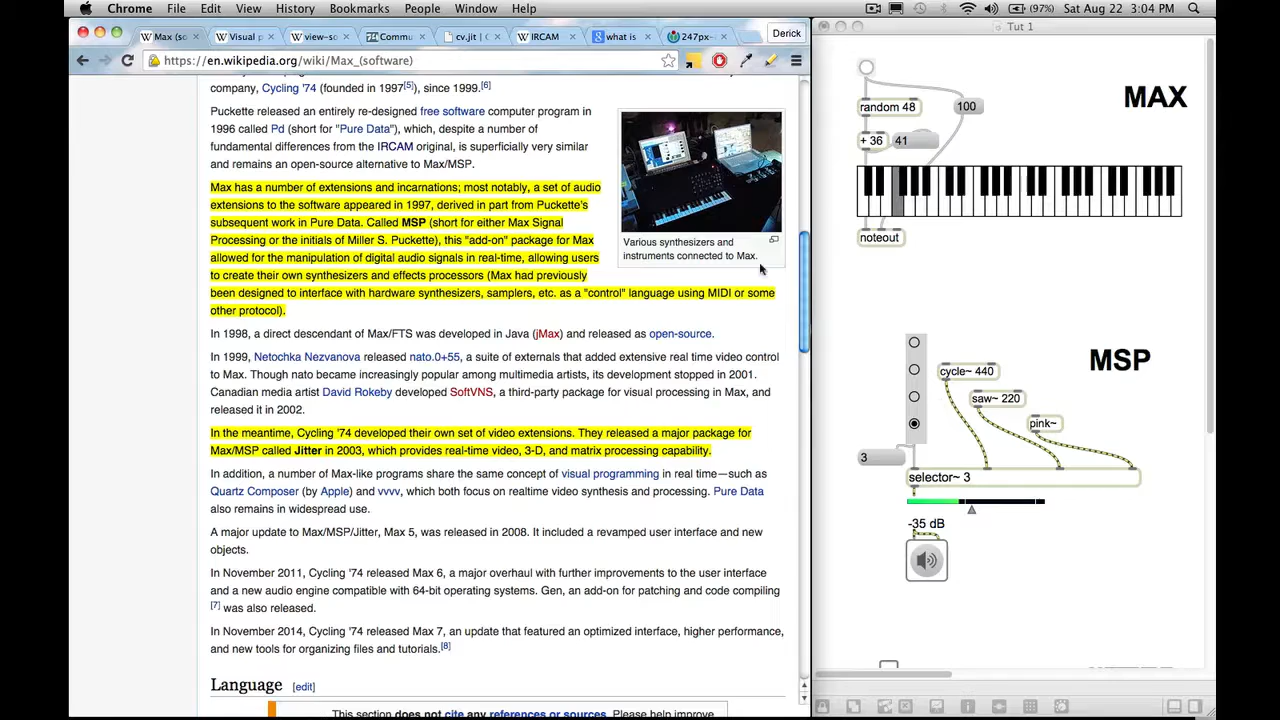 Chrome File Edit View History Bookmarks People Window Help (97%) Sat Aug 22 3:04 PM
Max (so Visual p view-so Commu cv.jit | C IRCAM what is 247px- Derick
https://en.wikipedia.org/wiki/Max_(software)
company, Cycling '74 (founded in 1997[5]), since 1999.[6]
Puckette released an entirely re-designed free software computer program in
1996 called Pd (short for "Pure Data"), which, despite a number of
fundamental differences from the IRCAM original, is superficially very similar
and remains an open-source alternative to Max/MSP.
Max has a number of extensions and incarnations; most notably, a set of audio
extensions to the software appeared in 1997, derived in part from Puckette's
subsequent work in Pure Data. Called MSP (short for either Max Signal
Processing or the initials of Miller S. Puckette), this "add-on" package for Max
allowed for the manipulation of digital audio signals in real-time, allowing users
to create their own synthesizers and effects processors (Max had previously
been designed to interface with hardware synthesizers, samplers, etc. as a "control" language using MIDI or some
other protocol).
Various synthesizers and
instruments connected to Max.
In 1998, a direct descendant of Max/FTS was developed in Java (jMax) and released as open-source.
In 1999, Netochka Nezvanova released nato.0+55, a suite of externals that added extensive real time video control
to Max. Though nato became increasingly popular among multimedia artists, its development stopped in 2001.
Canadian media artist David Rokeby developed SoftVNS, a third-party package for visual processing in Max, and
released it in 2002.
In the meantime, Cycling '74 developed their own set of video extensions. They released a major package for
Max/MSP called Jitter in 2003, which provides real-time video, 3-D, and matrix processing capability.
In addition, a number of Max-like programs share the same concept of visual programming in real time—such as
Quartz Composer (by Apple) and vvvv, which both focus on realtime video synthesis and processing. Pure Data
also remains in widespread use.
A major update to Max/MSP/Jitter, Max 5, was released in 2008. It included a revamped user interface and new
objects.
In November 2011, Cycling '74 released Max 6, a major overhaul with further improvements to the user interface
and a new audio engine compatible with 64-bit operating systems. Gen, an add-on for patching and code compiling
[7] was also released.
In November 2014, Cycling '74 released Max 7, an update that featured an optimized interface, higher performance,
and new tools for organizing files and tutorials.[8]
Language [edit]
This section does not cite any references or sources. Please help improve
Tut 1
MAX
random 48
100
+ 36
41
noteout
MSP
cycle~ 440
saw~ 220
pink~
3
selector~ 3
-35 dB